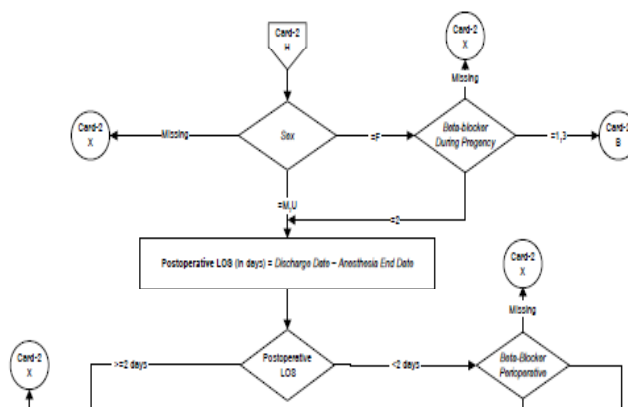 Card-2
H
Card-2
X
Missing
Card-2
X
Missing
Sex
=F
Beta-blocker
During Pregency
=1,3
Card-2
B
=M,U
=2
Postoperative LOS (in days) = Discharge Date – Anesthesia End Date
Card-2
X
Missing
Card-2
X
>=2 days
Postoperative
LOS
<2 days
Beta-Blocker
Perioperative